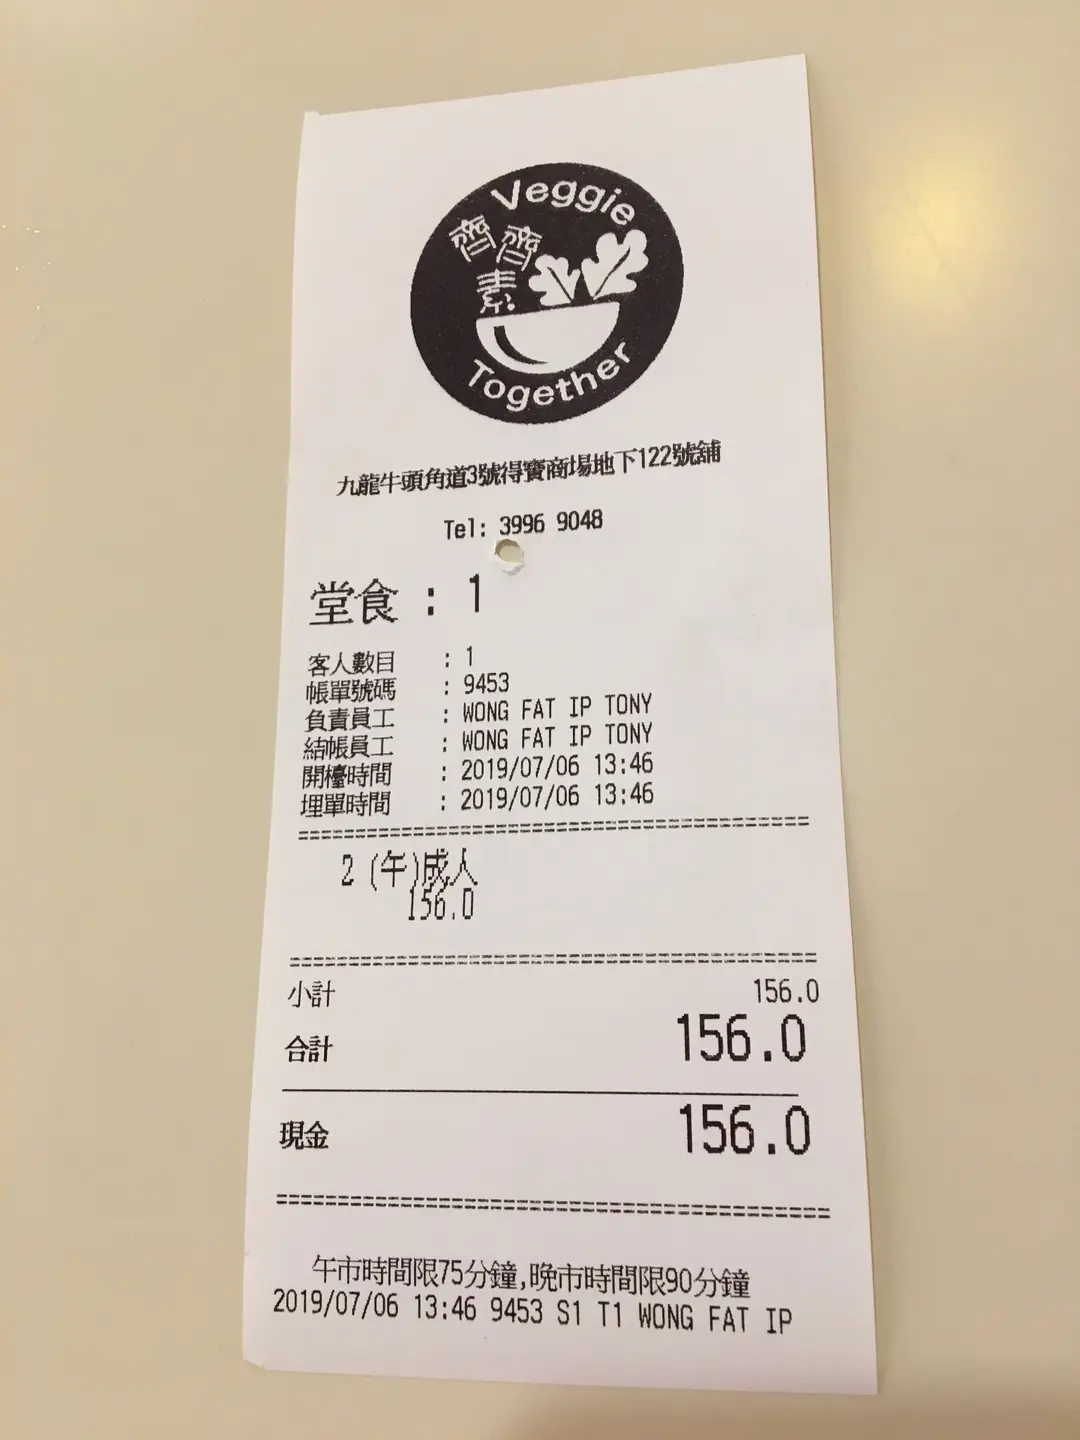 Veggie
齊齊
素
Together
九龍牛頭角道3號得寶商場地下122號舖
Tel: 3996 9048
堂食 : 1
客人數目 : 1
帳單號碼 : 9453
負責員工 : WONG FAT IP TONY
結帳員工 : WONG FAT IP TONY
開檯時間 : 2019/07/06 13:46
埋單時間 : 2019/07/06 13:46
2 (午)成人
156.0
小計 156.0
合計 156.0
現金 156.0
午市時間限75分鐘,晚市時間限90分鐘
2019/07/06 13:46 9453 S1 T1 WONG FAT IP